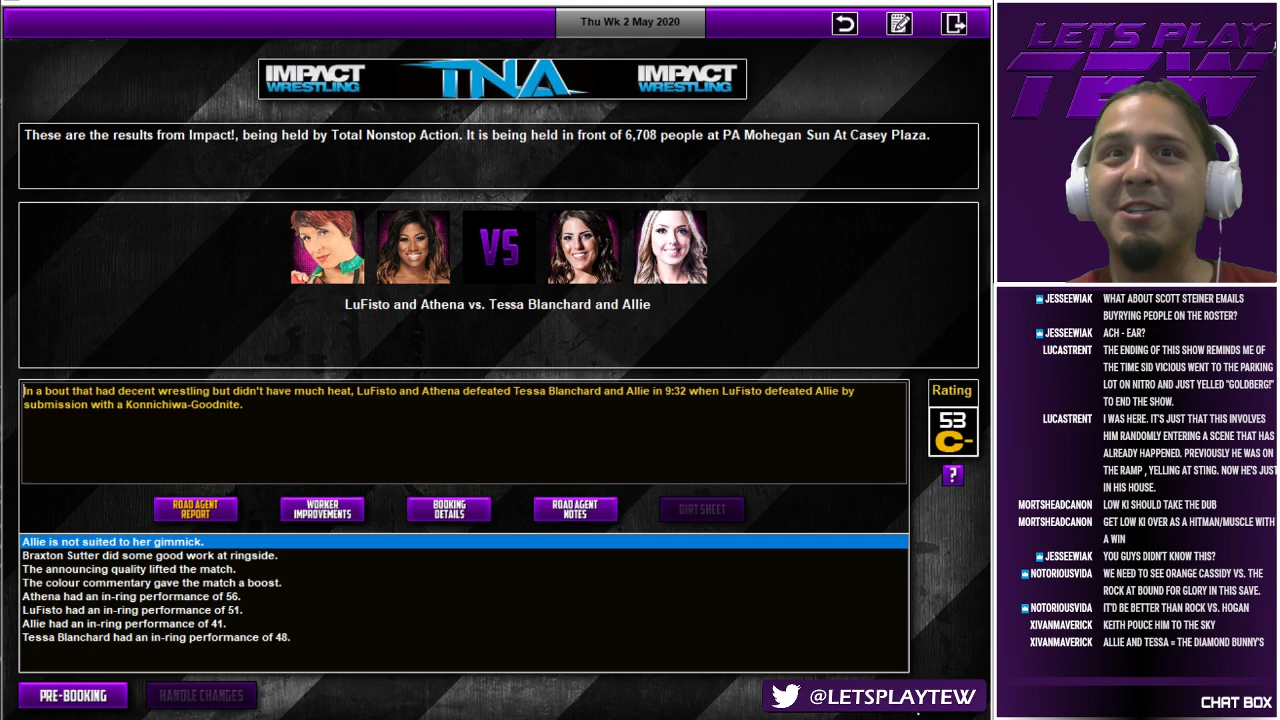 Thu Wk 2 May 2020
LETS PLAY
TEW
IMPACT
WRESTLING
TNA
IMPACT
WRESTLING
These are the results from Impact!, being held by Total Nonstop Action. It is being held in front of 6,708 people at PA Mohegan Sun At Casey Plaza.
VS
LuFisto and Athena vs. Tessa Blanchard and Allie
In a bout that had decent wrestling but didn't have much heat, LuFisto and Athena defeated Tessa Blanchard and Allie in 9:32 when LuFisto defeated Allie by
submission with a Konnichiwa-Goodnite.
Rating
53
C-
?
ROAD AGENT
REPORT
WORKER
IMPROVEMENTS
BOOKING
DETAILS
ROAD AGENT
NOTES
DIRT SHEET
Allie is not suited to her gimmick.
Braxton Sutter did some good work at ringside.
The announcing quality lifted the match.
The colour commentary gave the match a boost.
Athena had an in-ring performance of 56.
LuFisto had an in-ring performance of 51.
Allie had an in-ring performance of 41.
Tessa Blanchard had an in-ring performance of 48.
PRE-BOOKING
HANDLE CHANGES
@LETSPLAYTEW
JESSEEWIAK WHAT ABOUT SCOTT STEINER EMAILS
BUYRYING PEOPLE ON THE ROSTER?
JESSEEWIAK ACH - EAR?
LUCASTRENT THE ENDING OF THIS SHOW REMINDS ME OF
THE TIME SID VICIOUS WENT TO THE PARKING
LOT ON NITRO AND JUST YELLED "GOLDBERG!"
TO END THE SHOW.
LUCASTRENT I WAS HERE. IT'S JUST THAT THIS INVOLVES
HIM RANDOMLY ENTERING A SCENE THAT HAS
ALREADY HAPPENED. PREVIOUSLY HE WAS ON
THE RAMP , YELLING AT STING. NOW HE'S JUST
IN HIS HOUSE.
MORTSHEADCANON LOW KI SHOULD TAKE THE DUB
MORTSHEADCANON GET LOW KI OVER AS A HITMAN/MUSCLE WITH
A WIN
JESSEEWIAK YOU GUYS DIDN'T KNOW THIS?
NOTORIOUSVIDA WE NEED TO SEE ORANGE CASSIDY VS. THE
ROCK AT BOUND FOR GLORY IN THIS SAVE.
NOTORIOUSVIDA IT'D BE BETTER THAN ROCK VS. HOGAN
XIVANMAVERICK KEITH POUCE HIM TO THE SKY
XIVANMAVERICK ALLIE AND TESSA = THE DIAMOND BUNNY'S
CHAT BOX